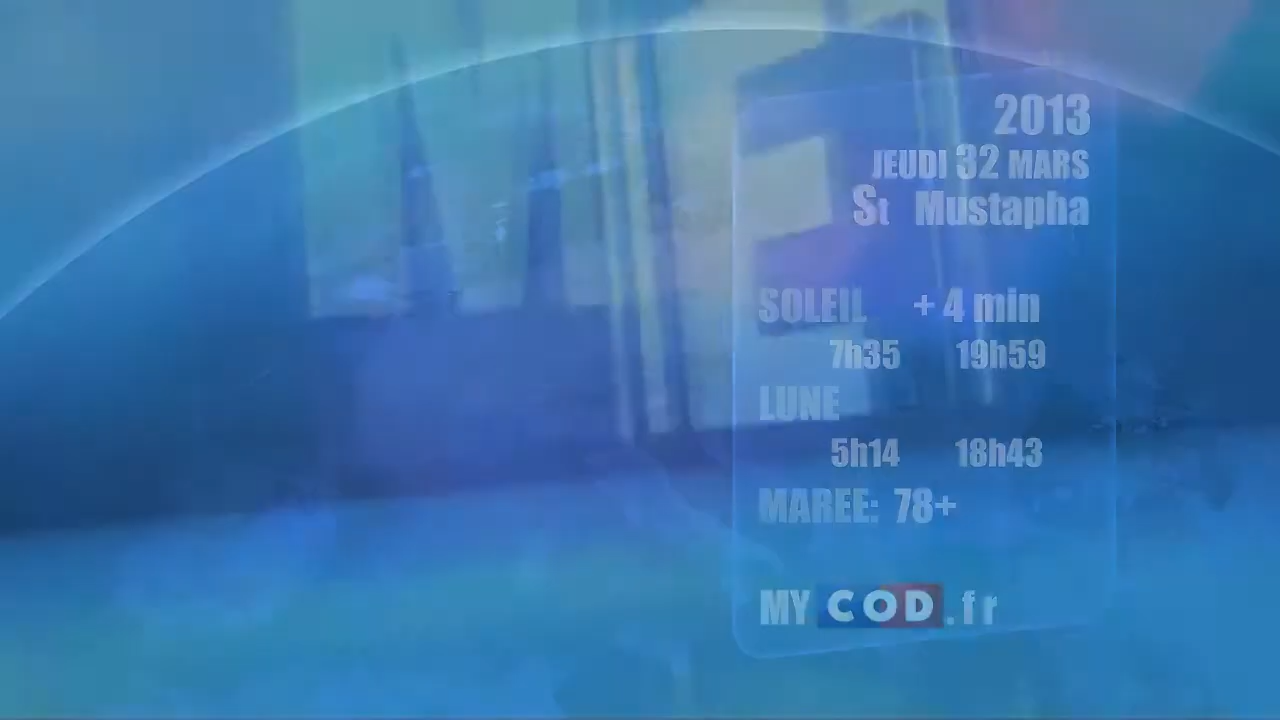 2013
JEUDI 32 MARS
St Mustapha
SOLEIL + 4 min
7h35 19h59
LUNE
5h14 18h43
MAREE: 78+
MY COD.fr